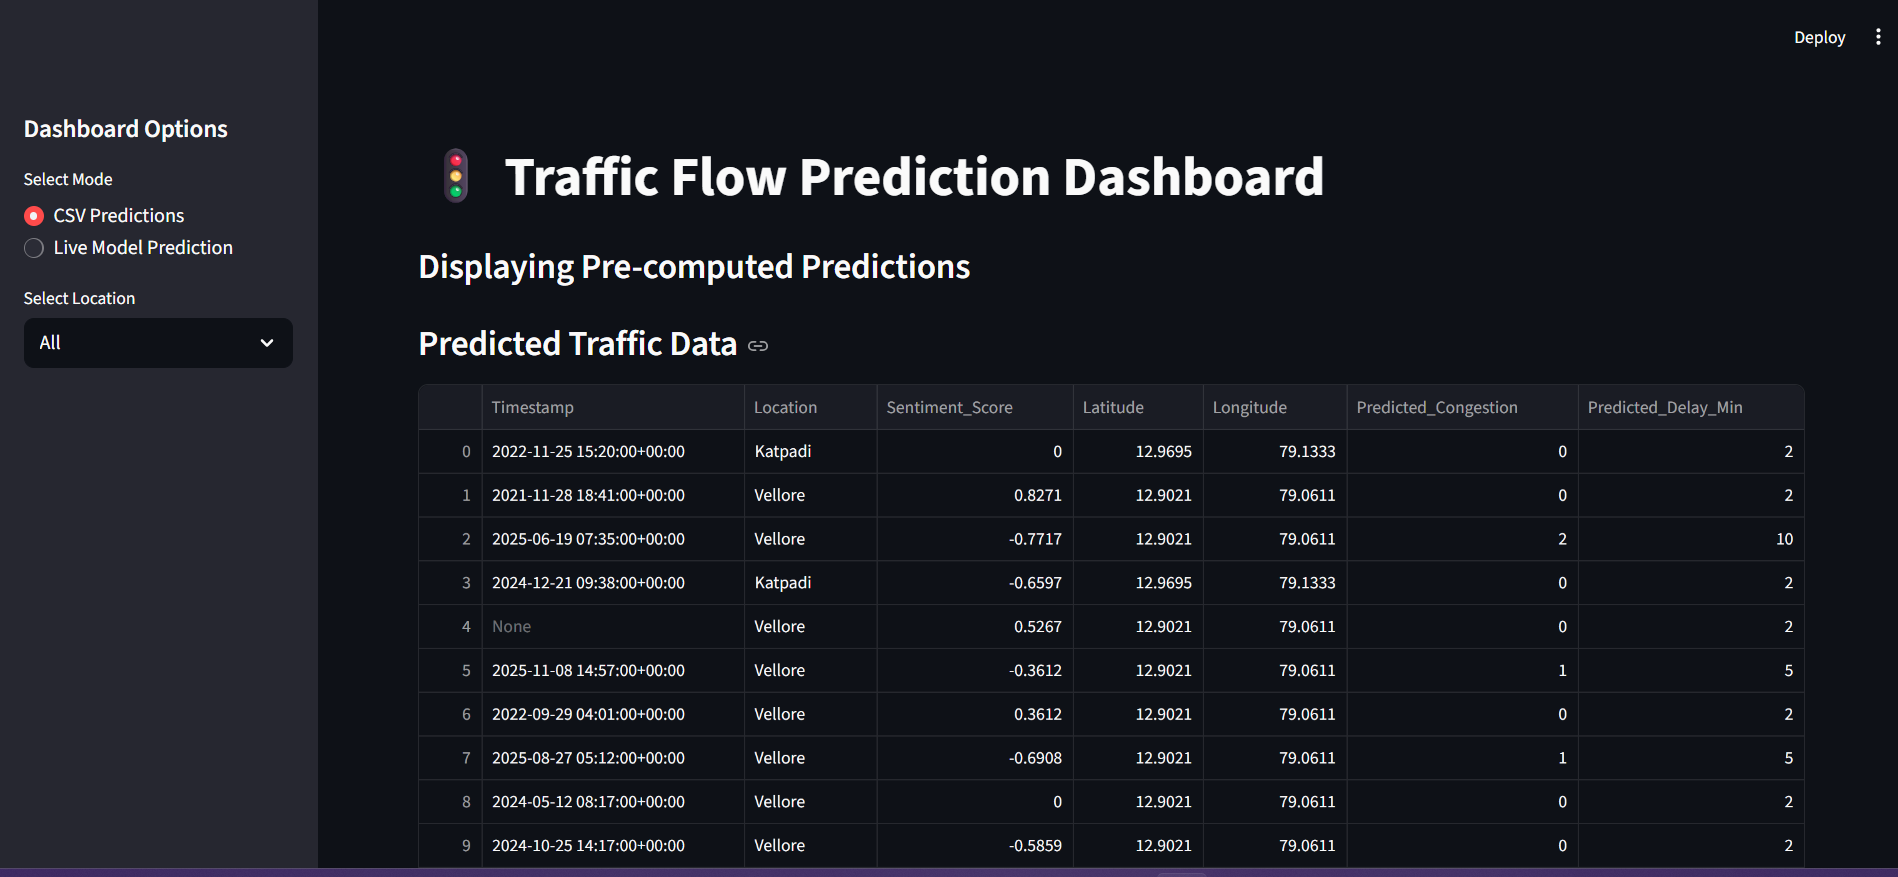 Deploy
Dashboard Options
Select Mode
CSV Predictions
Live Model Prediction
Select Location
All
Traffic Flow Prediction Dashboard
Displaying Pre-computed Predictions
Predicted Traffic Data
Timestamp Location Sentiment_Score Latitude Longitude Predicted_Congestion Predicted_Delay_Min
0 2022-11-25 15:20:00+00:00 Katpadi 0 12.9695 79.1333 0 2
1 2021-11-28 18:41:00+00:00 Vellore 0.8271 12.9021 79.0611 0 2
2 2025-06-19 07:35:00+00:00 Vellore -0.7717 12.9021 79.0611 2 10
3 2024-12-21 09:38:00+00:00 Katpadi -0.6597 12.9695 79.1333 0 2
4 None Vellore 0.5267 12.9021 79.0611 0 2
5 2025-11-08 14:57:00+00:00 Vellore -0.3612 12.9021 79.0611 1 5
6 2022-09-29 04:01:00+00:00 Vellore 0.3612 12.9021 79.0611 0 2
7 2025-08-27 05:12:00+00:00 Vellore -0.6908 12.9021 79.0611 1 5
8 2024-05-12 08:17:00+00:00 Vellore 0 12.9021 79.0611 0 2
9 2024-10-25 14:17:00+00:00 Vellore -0.5859 12.9021 79.0611 0 2